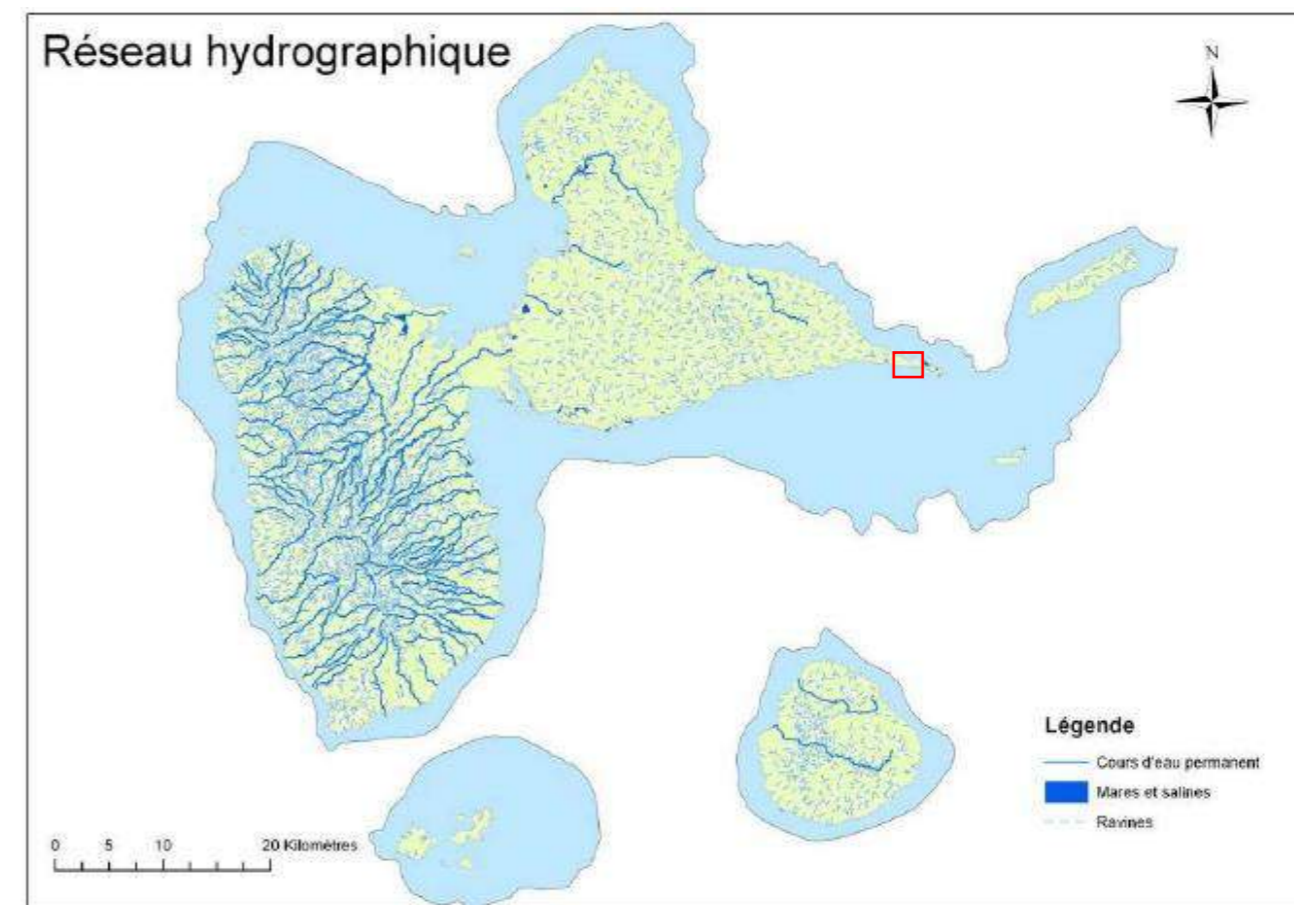 Réseau hydrographique
N
Légende
Cours d'eau permanent
Mares et salines
Ravines
0 5 10 20 Kilomètres